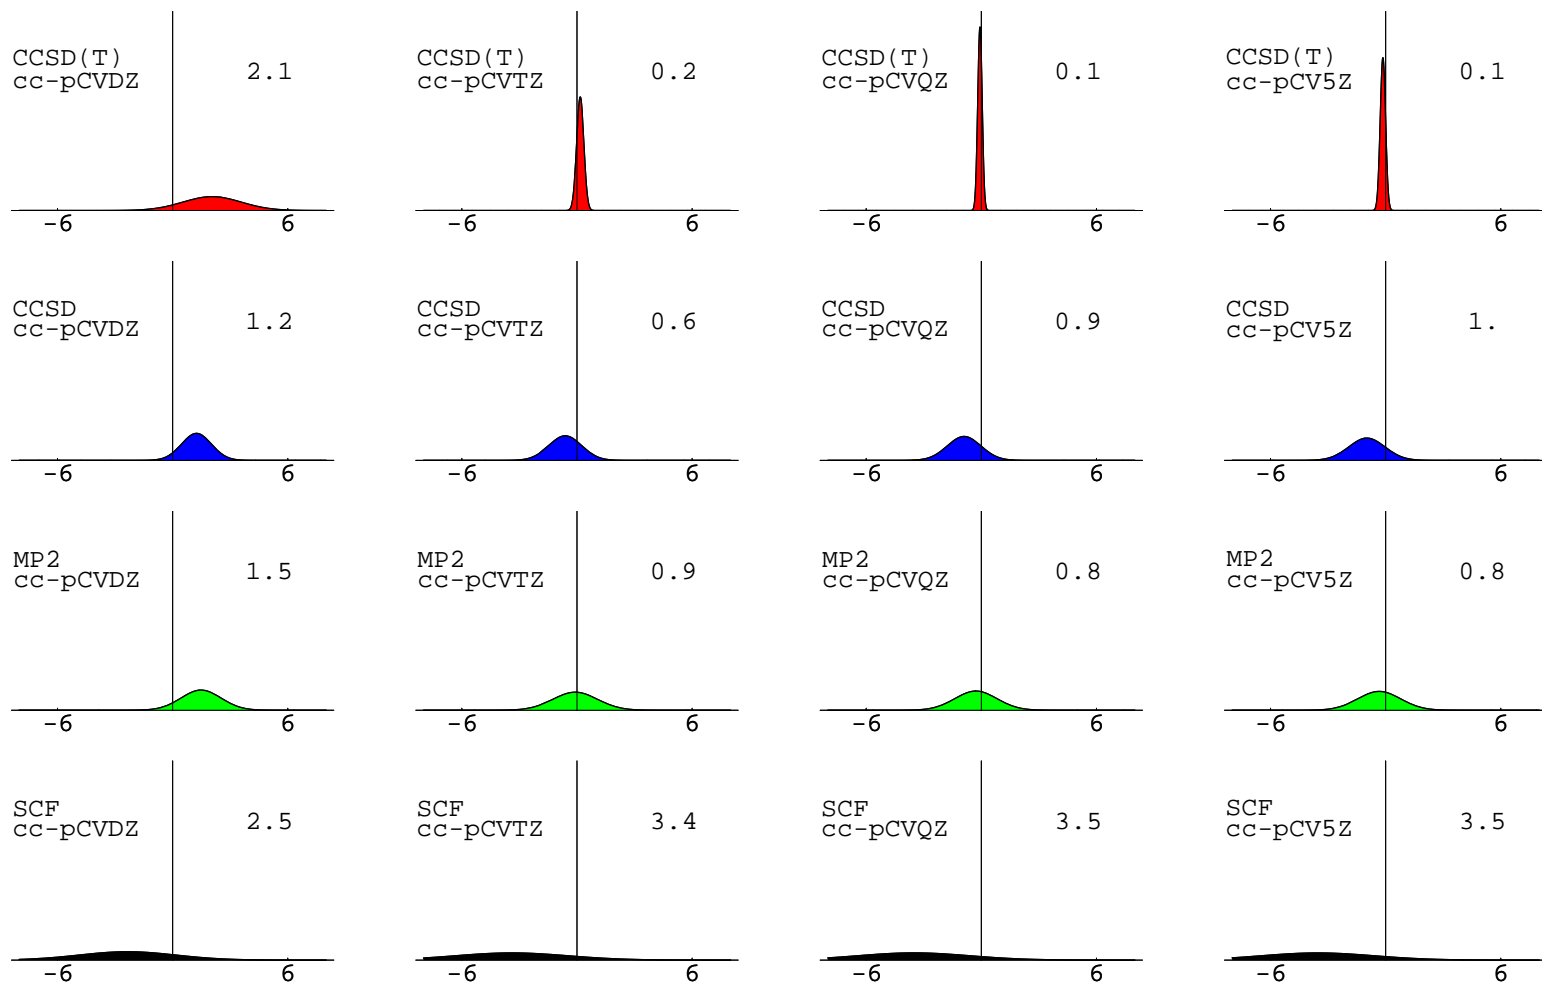 CCSD(T)
cc-pCVDZ
2.1
-6
6
CCSD(T)
cc-pCVTZ
0.2
-6
6
CCSD(T)
cc-pCVQZ
0.1
-6
6
CCSD(T)
cc-pCV5Z
0.1
-6
6
CCSD
cc-pCVDZ
1.2
-6
6
CCSD
cc-pCVTZ
0.6
-6
6
CCSD
cc-pCVQZ
0.9
-6
6
CCSD
cc-pCV5Z
1.
-6
6
MP2
cc-pCVDZ
1.5
-6
6
MP2
cc-pCVTZ
0.9
-6
6
MP2
cc-pCVQZ
0.8
-6
6
MP2
cc-pCV5Z
0.8
-6
6
SCF
cc-pCVDZ
2.5
-6
6
SCF
cc-pCVTZ
3.4
-6
6
SCF
cc-pCVQZ
3.5
-6
6
SCF
cc-pCV5Z
3.5
-6
6